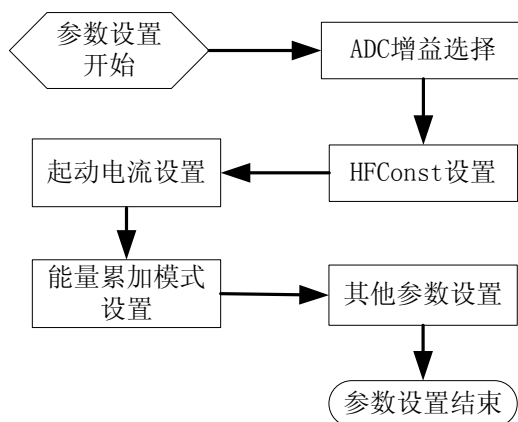 参数设置
开始
ADC增益选择
HFConst设置
起动电流设置
能量累加模式
设置
其他参数设置
参数设置结束